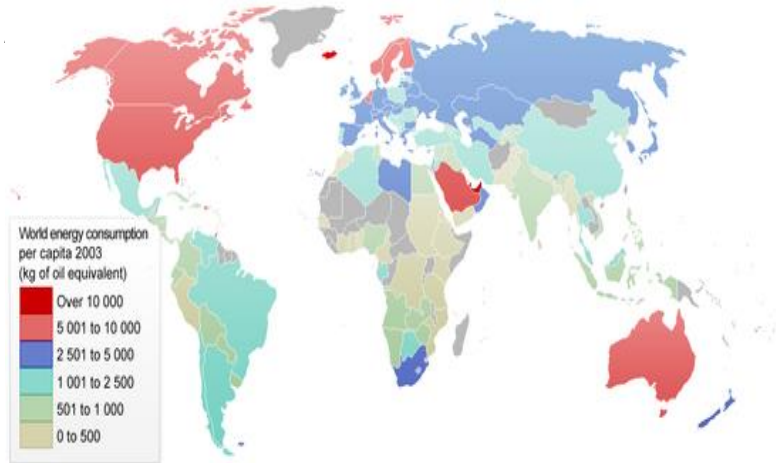 World energy consumption
per capita 2003
(kg of oil equivalent)
Over 10 000
5 001 to 10 000
2 501 to 5 000
1 001 to 2 500
501 to 1 000
0 to 500